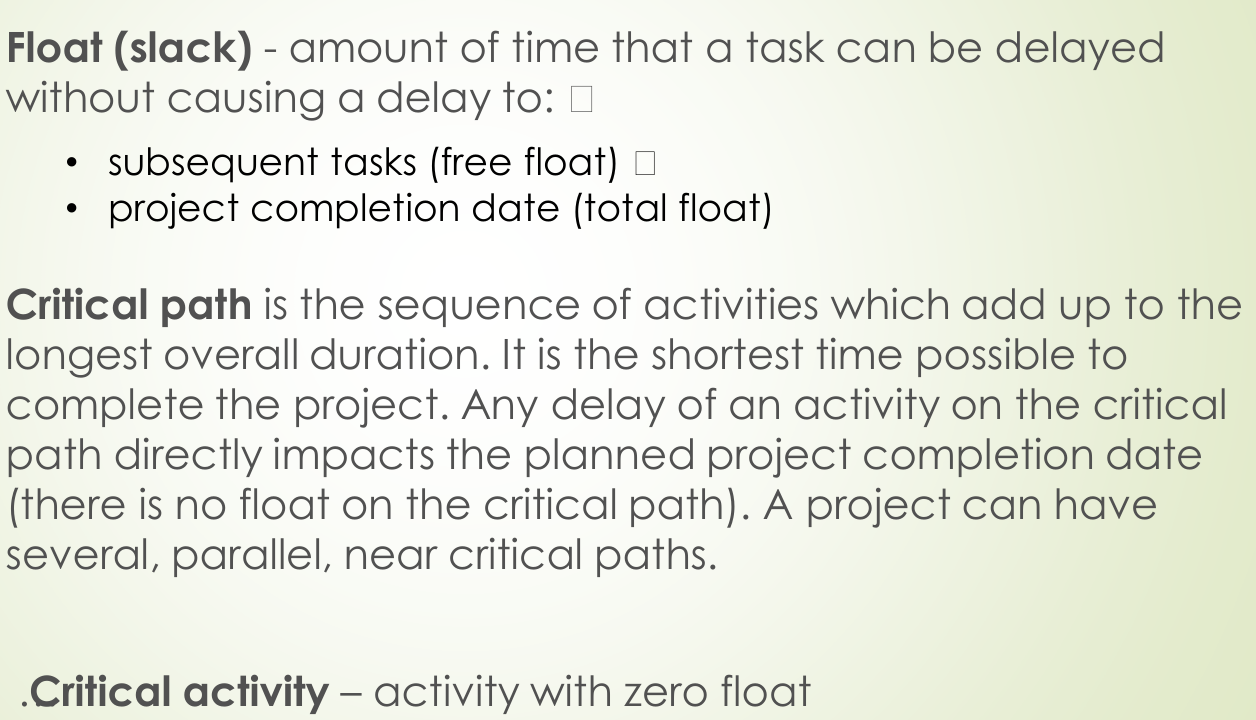 Float (slack) - amount of time that a task can be delayed
without causing a delay to: 
• subsequent tasks (free float) 
• project completion date (total float)
Critical path is the sequence of activities which add up to the
longest overall duration. It is the shortest time possible to
complete the project. Any delay of an activity on the critical
path directly impacts the planned project completion date
(there is no float on the critical path). A project can have
several, parallel, near critical paths.
.Critical activity – activity with zero float